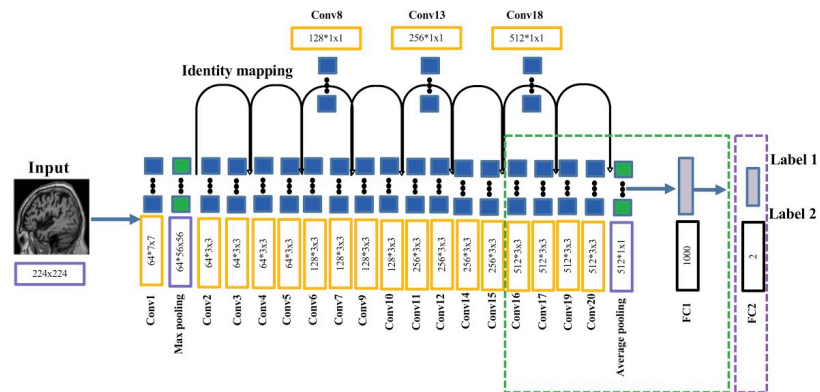 Conv8
Conv13
Conv18
128*1x1
256*1x1
512*1x1
Identity mapping
Input
Label 1
Label 2
224x224
64*7x7
64*56x56
64*3x3
64*3x3
64*3x3
64*3x3
128*3x3
128*3x3
128*3x3
128*3x3
256*3x3
256*3x3
256*3x3
256*3x3
512*3x3
512*3x3
512*3x3
512*3x3
512*1x1
1000
2
Conv1
Max pooling
Conv2
Conv3
Conv4
Conv5
Conv6
Conv7
Conv9
Conv10
Conv11
Conv12
Conv14
Conv15
Conv16
Conv17
Conv19
Conv20
Average pooling
FC1
FC2